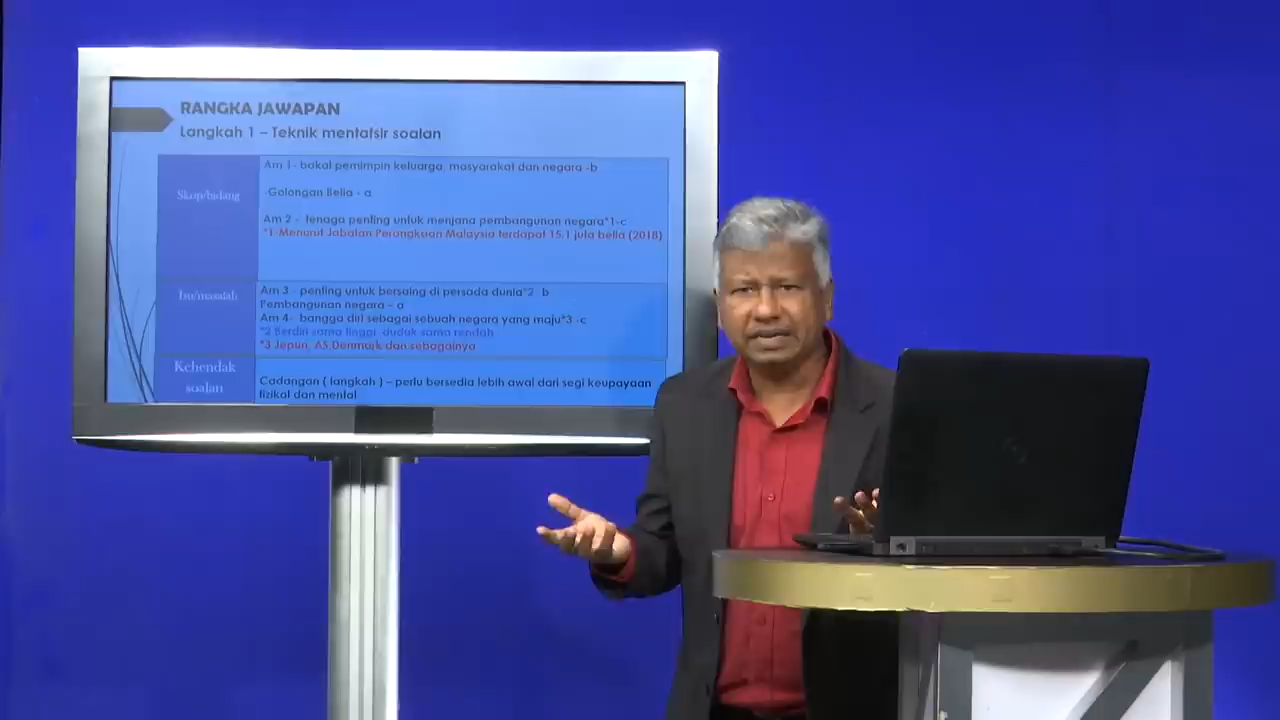 RANGKA JAWAPAN
Langkah 1 – Teknik mentafsir soalan
Skop/bidang
Am 1- bakal pemimpin keluarga, masyarakat dan negara -b
-Golongan Belia - a
Am 2 - tenaga penting untuk menjana pembangunan negara*1-c
*1-Menurut Jabatan Perangkaan Malaysia terdapat 15.1 juta belia (2018)
Isu/masalah
Am 3 - penting untuk bersaing di persada dunia*2- b
Pembangunan negara - a
Am 4- bangga diri sebagai sebuah negara yang maju*3 -c
*2 Berdiri sama tinggi, duduk sama rendah
*3 Jepun, AS Denmark dan sebagainya
Kehendak
soalan
Cadangan ( langkah ) – perlu bersedia lebih awal dari segi keupayaan
fizikal dan mental